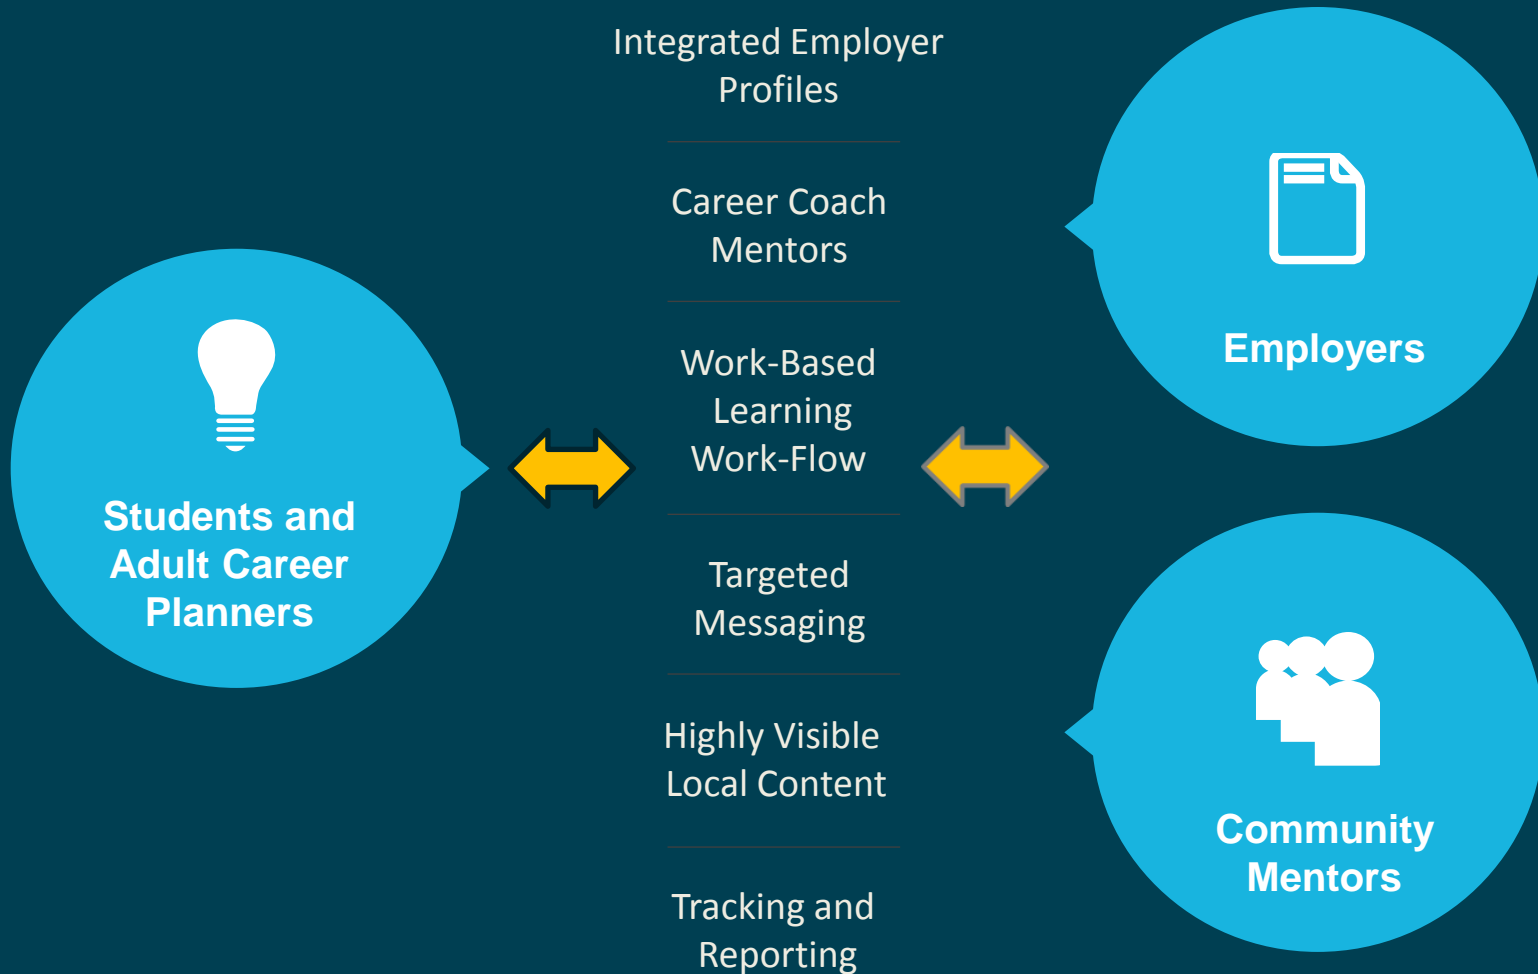 Students and
Adult Career
Planners
Integrated Employer
Profiles
Career Coach
Mentors
Work-Based
Learning
Work-Flow
Targeted
Messaging
Highly Visible
Local Content
Tracking and
Reporting
Employers
Community
Mentors